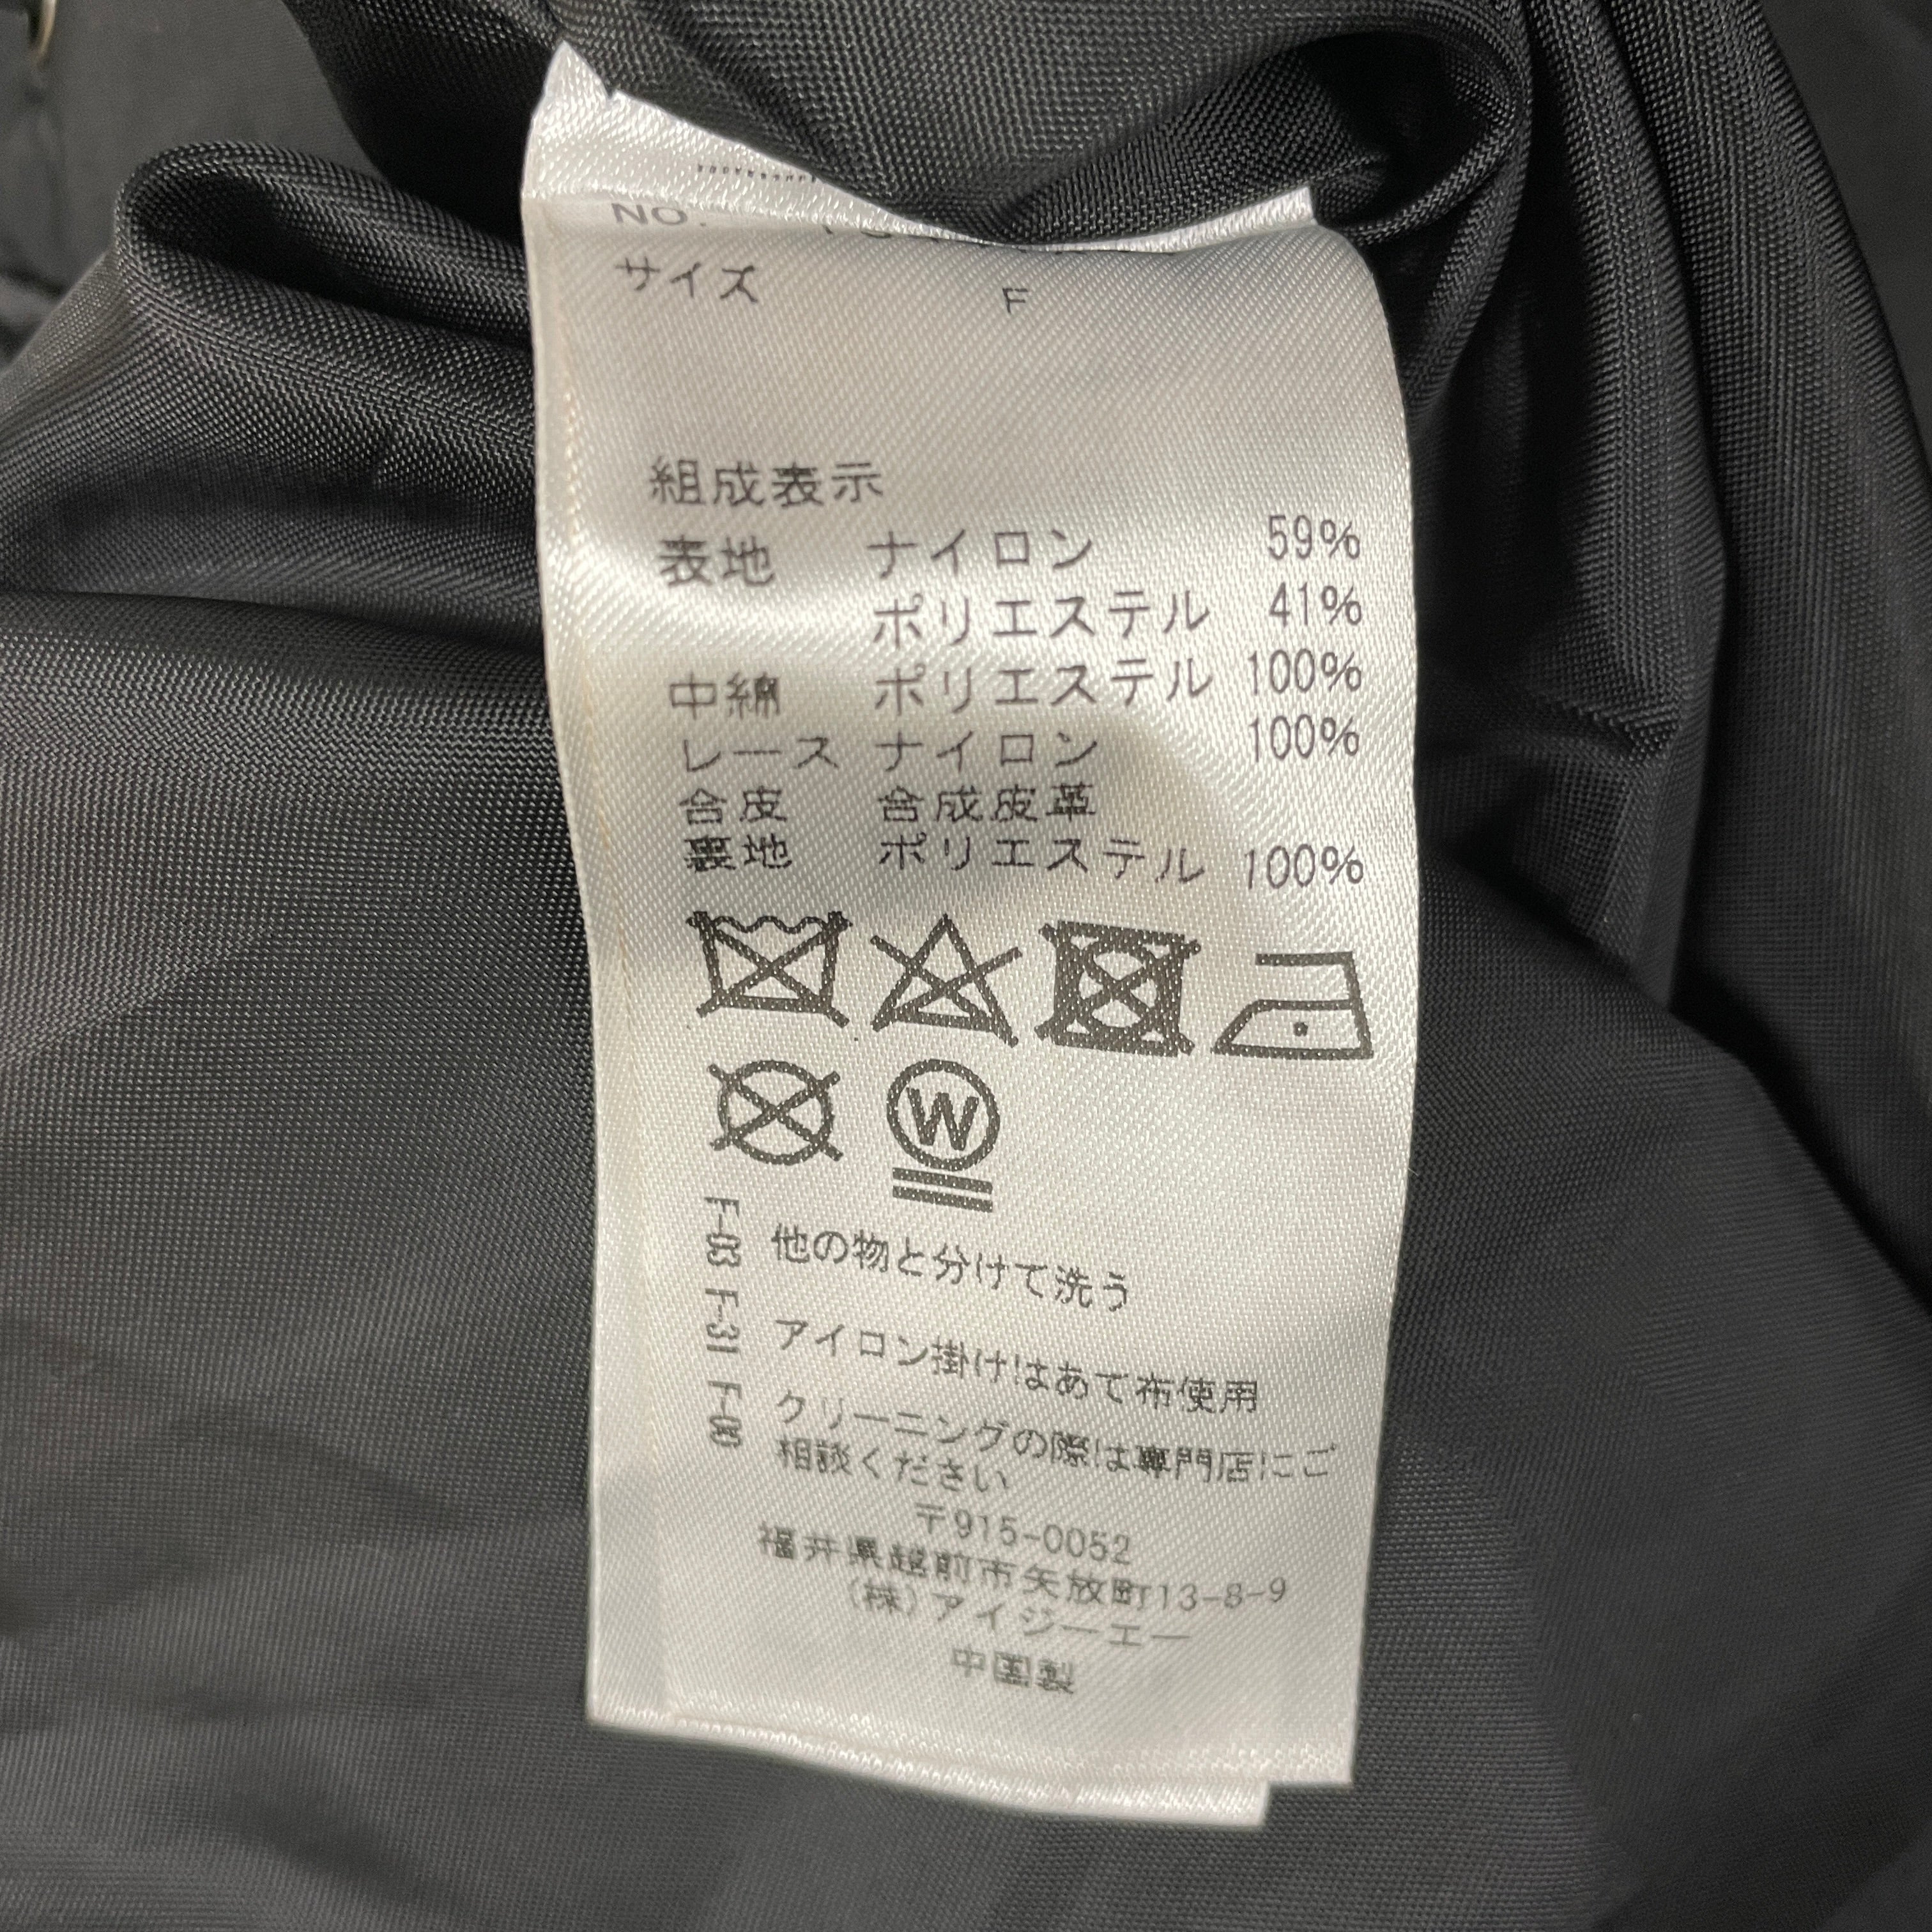 NO.
サイズ F
組成表示
表地 ナイロン 59%
ポリエステル 41%
中綿 ポリエステル 100%
レース ナイロン 100%
合皮 合成皮革
裏地 ポリエステル 100%
W
F-03 他の物と分けて洗う
F-31 アイロン掛けはあて布使用
F-80 クリーニングの際は専門店にご
相談ください
〒915-0052
福井県越前市矢放町13-8-9
(株)アイジーエー
中国製